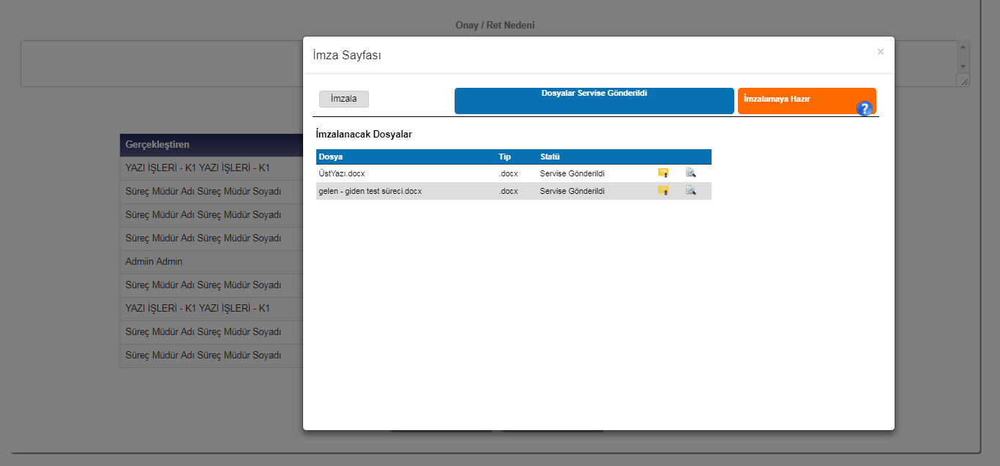 Onay / Ret Nedeni
İmza Sayfası
×
İmzala
Dosyalar Servise Gönderildi
İmzalamaya Hazır
?
İmzalanacak Dosyalar
Dosya Tip Statü
ÜstYazı.docx .docx Servise Gönderildi
gelen - giden test süreci.docx .docx Servise Gönderildi
Gerçekleştiren
YAZI İŞLERİ - K1 YAZI İŞLERİ - K1
Süreç Müdür Adı Süreç Müdür Soyadı
Süreç Müdür Adı Süreç Müdür Soyadı
Süreç Müdür Adı Süreç Müdür Soyadı
Admiin Admin
Süreç Müdür Adı Süreç Müdür Soyadı
YAZI İŞLERİ - K1 YAZI İŞLERİ - K1
Süreç Müdür Adı Süreç Müdür Soyadı
Süreç Müdür Adı Süreç Müdür Soyadı